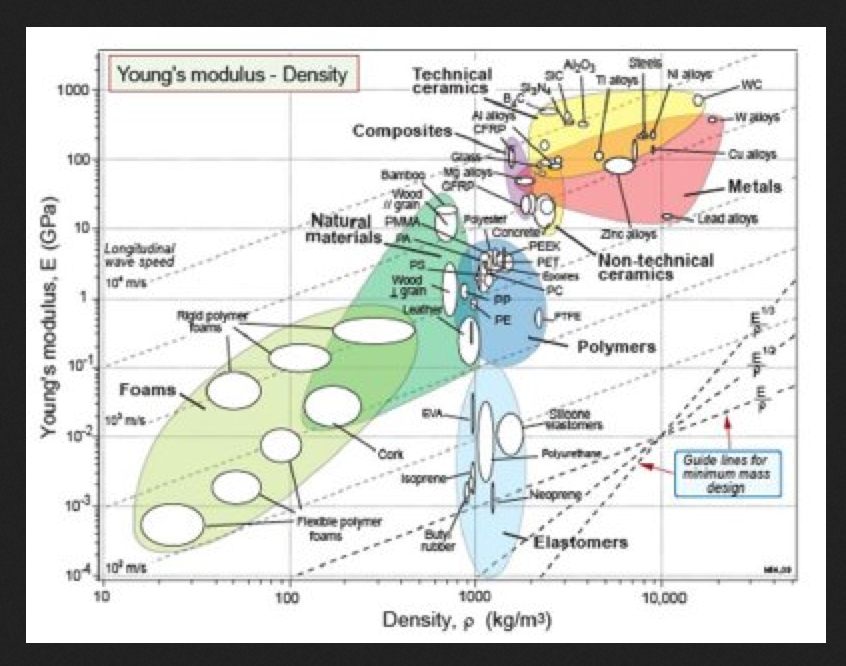 Young's modulus - Density
Technical
ceramics
Composites
Natural
materials
Foams
Metals
Non-technical
ceramics
Polymers
Elastomers
Al₂O₃
SiC
Si₃N₄
B₄C
Steels
Ti alloys
Ni alloys
WC
W alloys
Cu alloys
Lead alloys
Zinc alloys
Al alloys
CFRP
Glass
Mg alloys
GFRP
Bamboo
Wood
// grain
PMMA
PA
PS
Wood
⊥ grain
Leather
Polyester
Concrete
PEEK
PET
Epoxies
PC
PP
PE
PTFE
Rigid polymer
foams
Cork
Flexible polymer
foams
EVA
Silicone
elastomers
Polyurethane
Isoprene
Neoprene
Butyl
rubber
Longitudinal
wave speed
10⁴ m/s
10³ m/s
10² m/s
E^1/3
ρ
E^1/2
ρ
E
ρ
Guide lines for
minimum mass
design
Young's modulus, E (GPa)
1000
100
10
1
10⁻¹
10⁻²
10⁻³
10⁻⁴
10
100
1000
10,000
Density, ρ (kg/m³)